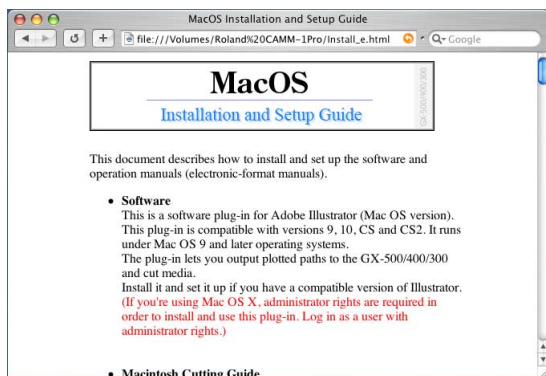 MacOS Installation and Setup Guide
file:///Volumes/Roland%20CAMM-1Pro/Install_e.html
Google
MacOS
Installation and Setup Guide
GX-500/400/300
This document describes how to install and set up the software and
operation manuals (electronic-format manuals).
• Software
This is a software plug-in for Adobe Illustrator (Mac OS version).
This plug-in is compatible with versions 9, 10, CS and CS2. It runs
under Mac OS 9 and later operating systems.
The plug-in lets you output plotted paths to the GX-500/400/300
and cut media.
Install it and set it up if you have a compatible version of Illustrator.
(If you're using Mac OS X, administrator rights are required in
order to install and use this plug-in. Log in as a user with
administrator rights.)
• Macintosh Cutting Guide